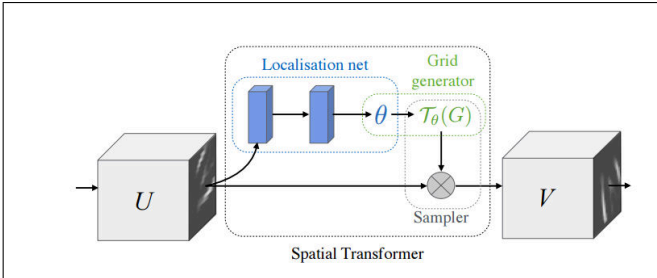 Localisation net
Grid
generator
θ
𝒯θ(G)
U
V
Sampler
Spatial Transformer